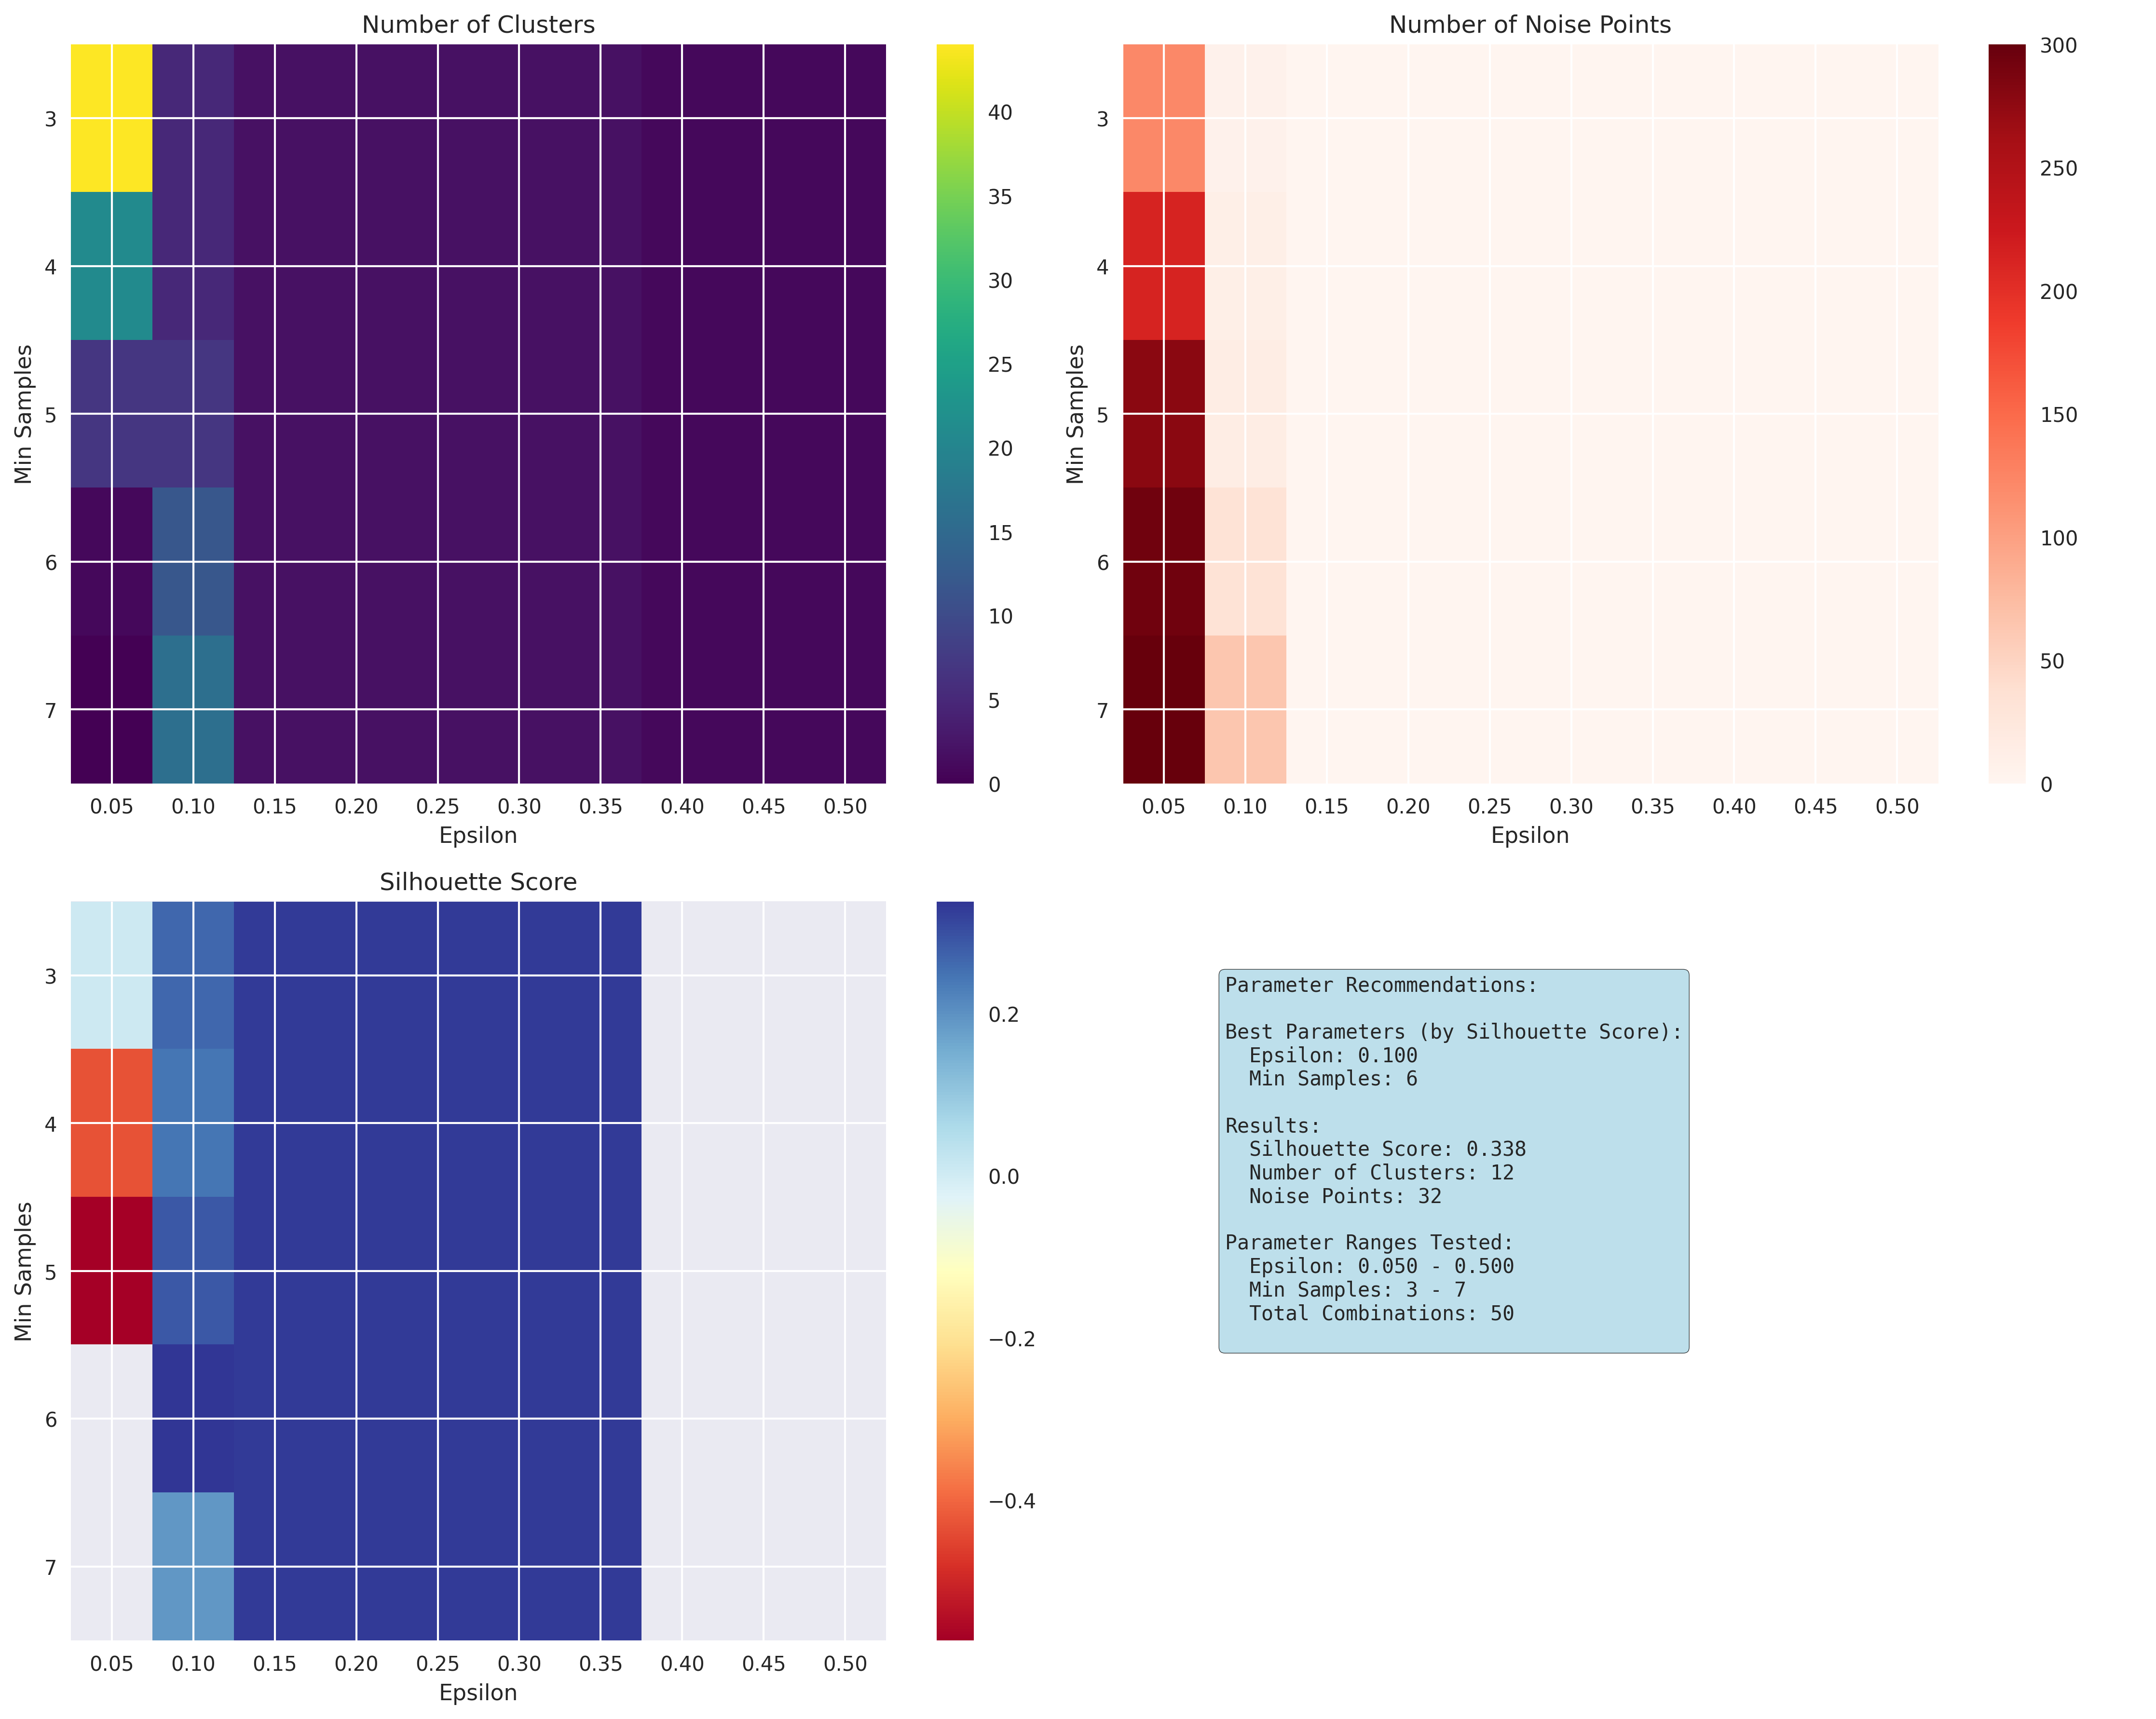 Number of Clusters
Min Samples
3
4
5
6
7
0.05 0.10 0.15 0.20 0.25 0.30 0.35 0.40 0.45 0.50
Epsilon
40
35
30
25
20
15
10
5
0
Number of Noise Points
Min Samples
3
4
5
6
7
0.05 0.10 0.15 0.20 0.25 0.30 0.35 0.40 0.45 0.50
Epsilon
300
250
200
150
100
50
0
Silhouette Score
Min Samples
3
4
5
6
7
0.05 0.10 0.15 0.20 0.25 0.30 0.35 0.40 0.45 0.50
Epsilon
0.2
0.0
−0.2
−0.4
Parameter Recommendations:
Best Parameters (by Silhouette Score):
Epsilon: 0.100
Min Samples: 6
Results:
Silhouette Score: 0.338
Number of Clusters: 12
Noise Points: 32
Parameter Ranges Tested:
Epsilon: 0.050 - 0.500
Min Samples: 3 - 7
Total Combinations: 50